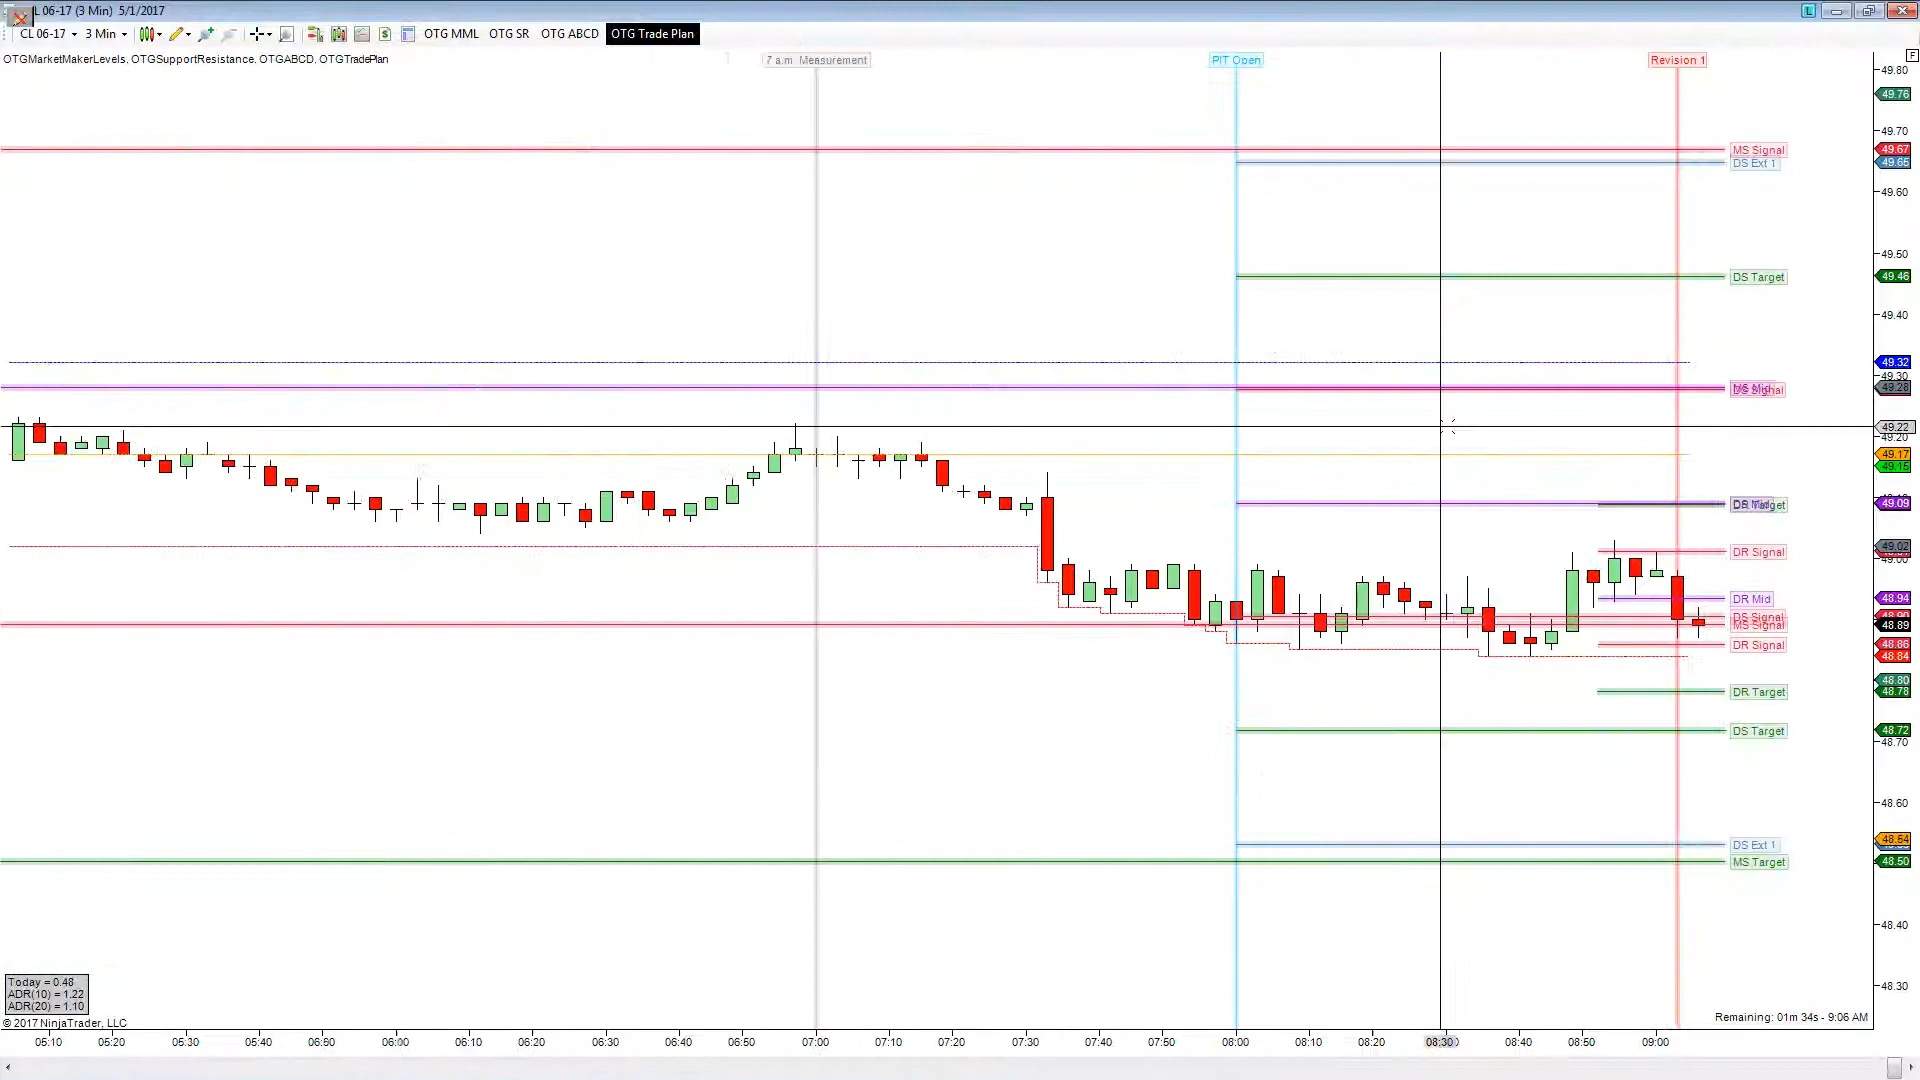 L 06-17 (3 Min) 5/1/2017
CL 06-17 3 Min OTG MML OTG SR OTG ABCD OTG Trade Plan
OTGMarketMakerLevels, OTGSupportResistance, OTGABCD, OTGTradePlan
7 a.m Measurement
PIT Open
Revision 1
F
L
49.80
49.76
49.70
MS Signal 49.67
DS Ext 1 49.65
49.60
49.50
DS Target 49.46
49.40
49.32
49.30
49.28
49.22
49.20
49.17
49.15
49.09
49.02
DR Signal
49.00
DR Mid 48.94
DS Signal 48.90
MS Signal 48.89
DR Signal 48.86
48.84
48.80
DR Target 48.78
DS Target 48.72
48.70
48.60
48.54
DS Ext 1
MS Target 48.50
48.40
48.30
Today = 0.48
ADR(10) = 1.22
ADR(20) = 1.10
© 2017 NinjaTrader, LLC
Remaining: 01m 34s - 9:06 AM
05:10 05:20 05:30 05:40 06:50 06:00 06:10 06:20 06:30 06:40 06:50 07:00 07:10 07:20 07:30 07:40 07:50 08:00 08:10 08:20 08:30 08:40 08:50 09:00